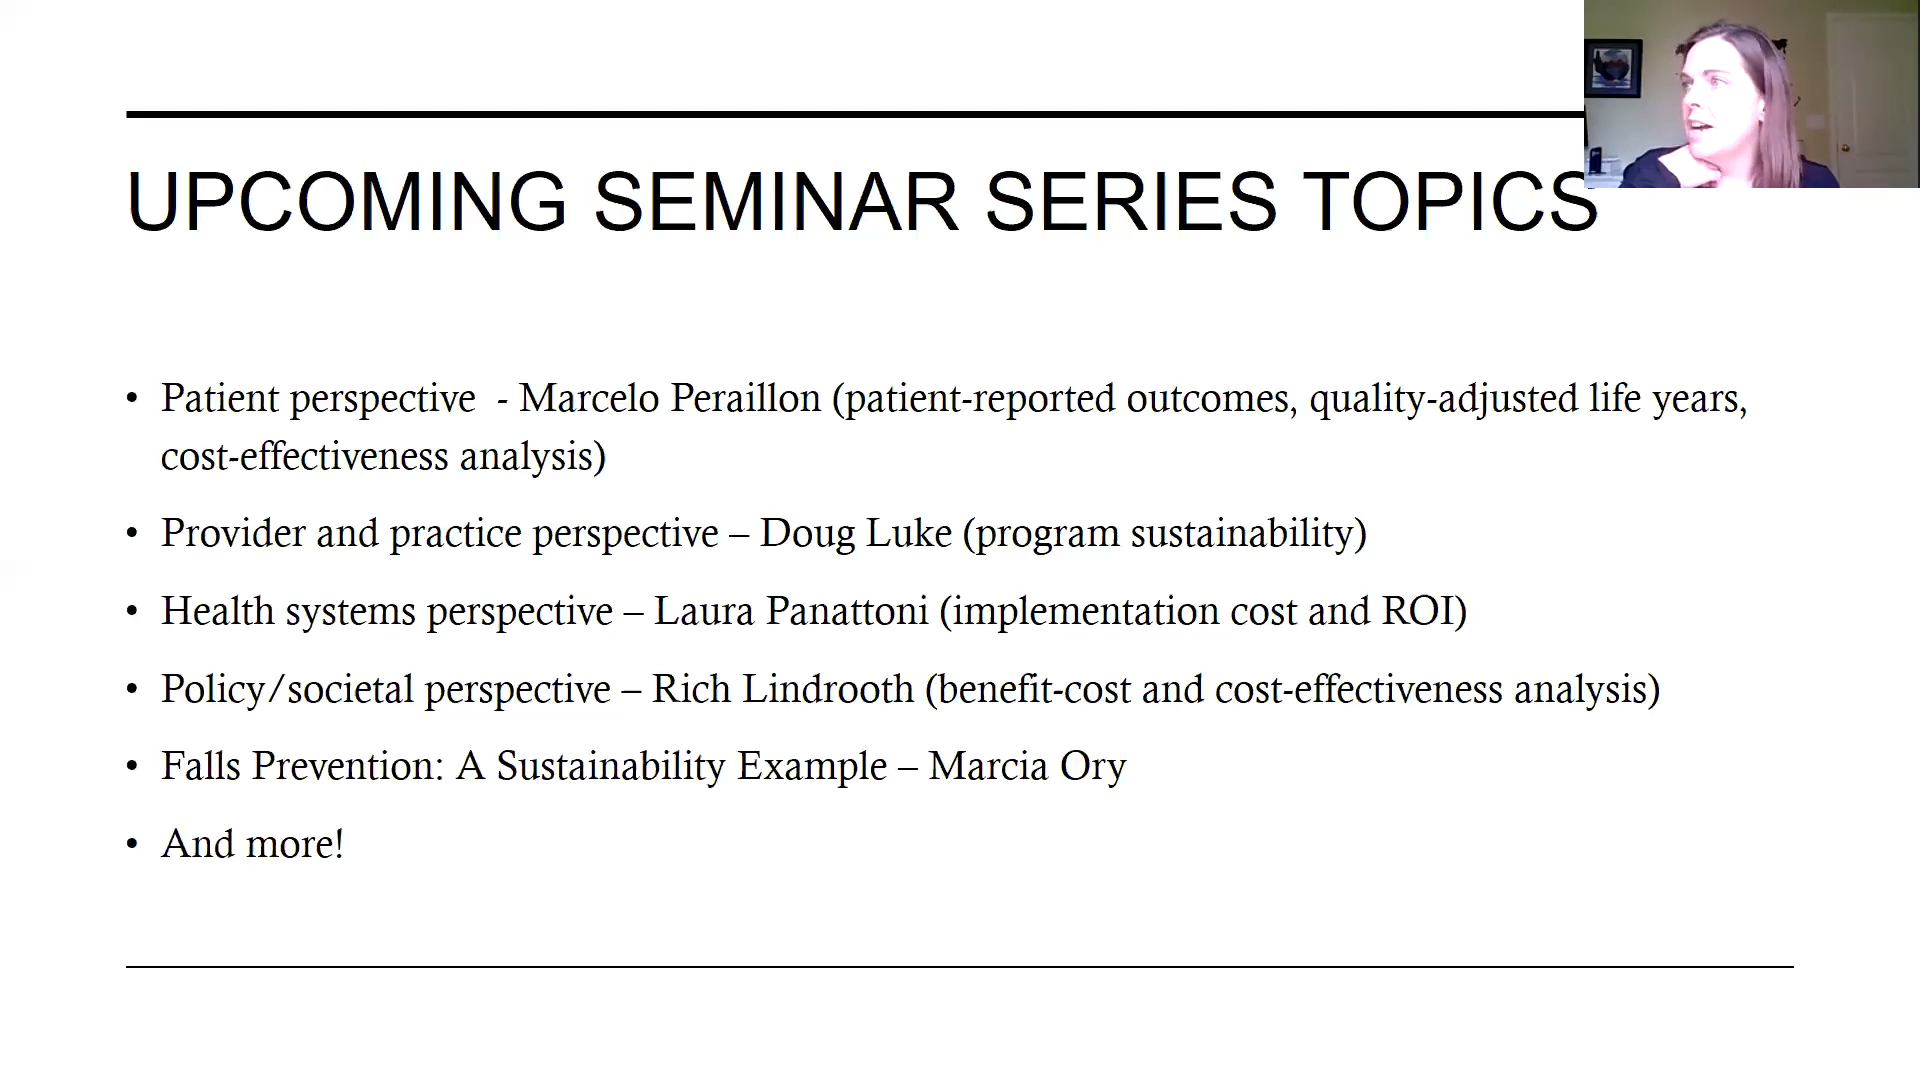 UPCOMING SEMINAR SERIES TOPICS
• Patient perspective  - Marcelo Peraillon (patient-reported outcomes, quality-adjusted life years,
cost-effectiveness analysis)
• Provider and practice perspective – Doug Luke (program sustainability)
• Health systems perspective – Laura Panattoni (implementation cost and ROI)
• Policy/societal perspective – Rich Lindrooth (benefit-cost and cost-effectiveness analysis)
• Falls Prevention: A Sustainability Example – Marcia Ory
• And more!